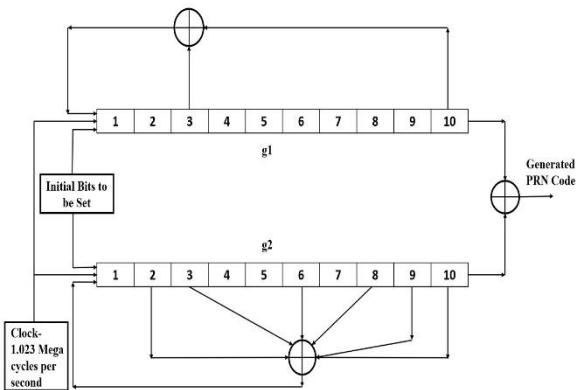 1 2 3 4 5 6 7 8 9 10
g1
Initial Bits to
be Set
Generated
PRN Code
g2
1 2 3 4 5 6 7 8 9 10
Clock-
1.023 Mega
cycles per
second